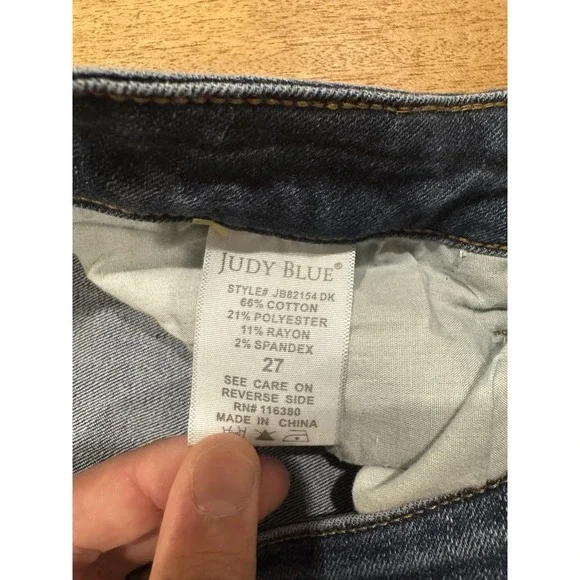 JUDY BLUE®
STYLE# JB82154 DK
66% COTTON
21% POLYESTER
11% RAYON
2% SPANDEX
27
SEE CARE ON
REVERSE SIDE
RN# 116380
MADE IN CHINA